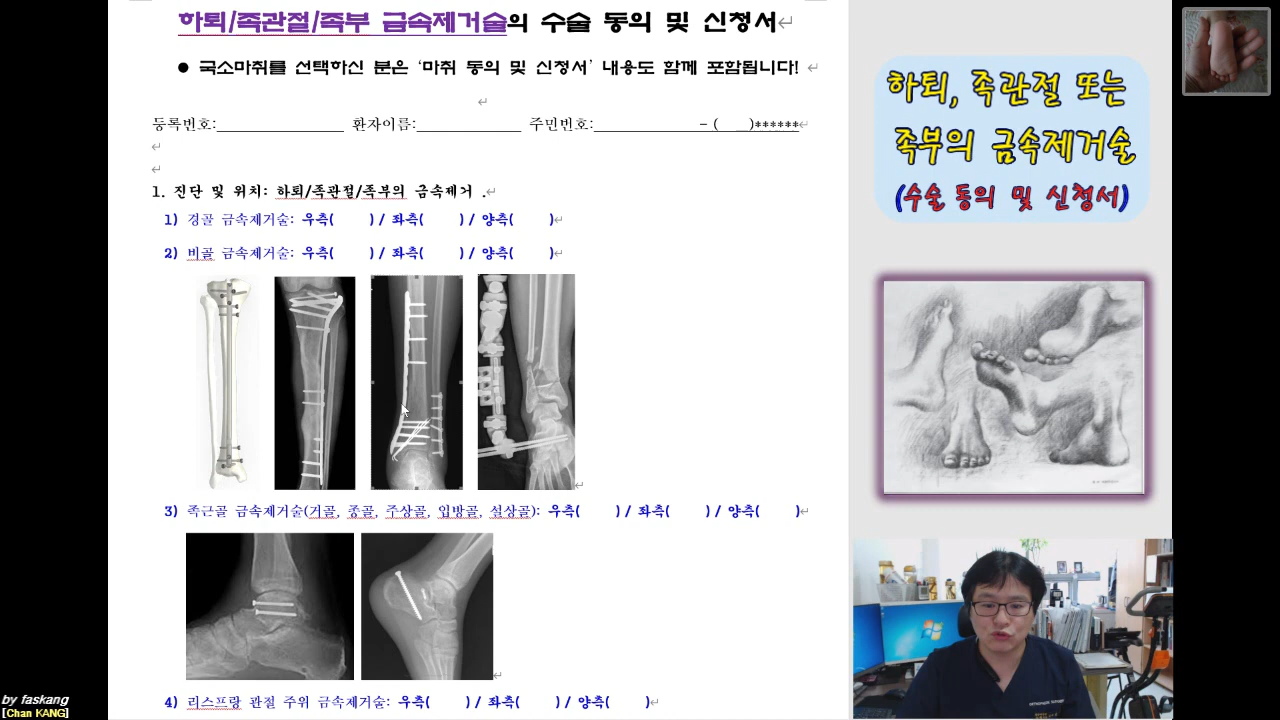 하퇴/족관절/족부 금속제거술의 수술 동의 및 신청서
● 국소마취를 선택하신 분은 '마취 동의 및 신청서' 내용도 함께 포함됩니다!
등록번호:________________ 환자이름:_____________ 주민번호:_____________ - ( __)******
1. 진단 및 위치: 하퇴/족관절/족부의 금속제거 .
1) 경골 금속제거술: 우측( ) / 좌측( ) / 양측( )
2) 비골 금속제거술: 우측( ) / 좌측( ) / 양측( )
3) 족근골 금속제거술(거골, 종골, 주상골, 입방골, 설상골): 우측( ) / 좌측( ) / 양측( )
4) 리스프랑 관절 주위 금속제거술: 우측( ) / 좌측( ) / 양측( )
하퇴, 족관절 또는
족부의 금속제거술
(수술 동의 및 신청서)
by faskang
[Chan KANG]